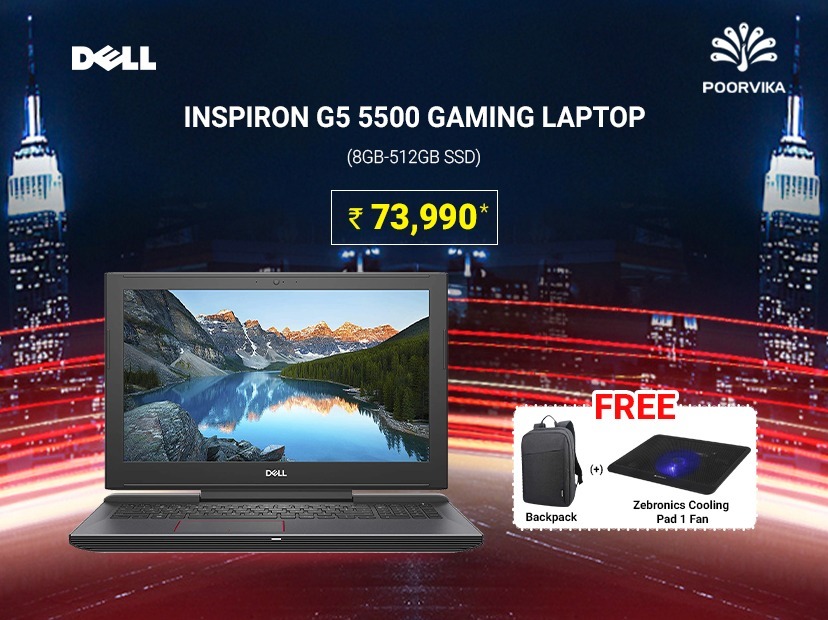 DELL
POORVIKA
INSPIRON G5 5500 GAMING LAPTOP
(8GB-512GB SSD)
₹ 73,990*
DELL
FREE
(+)
Backpack
Zebronics Cooling
Pad 1 Fan